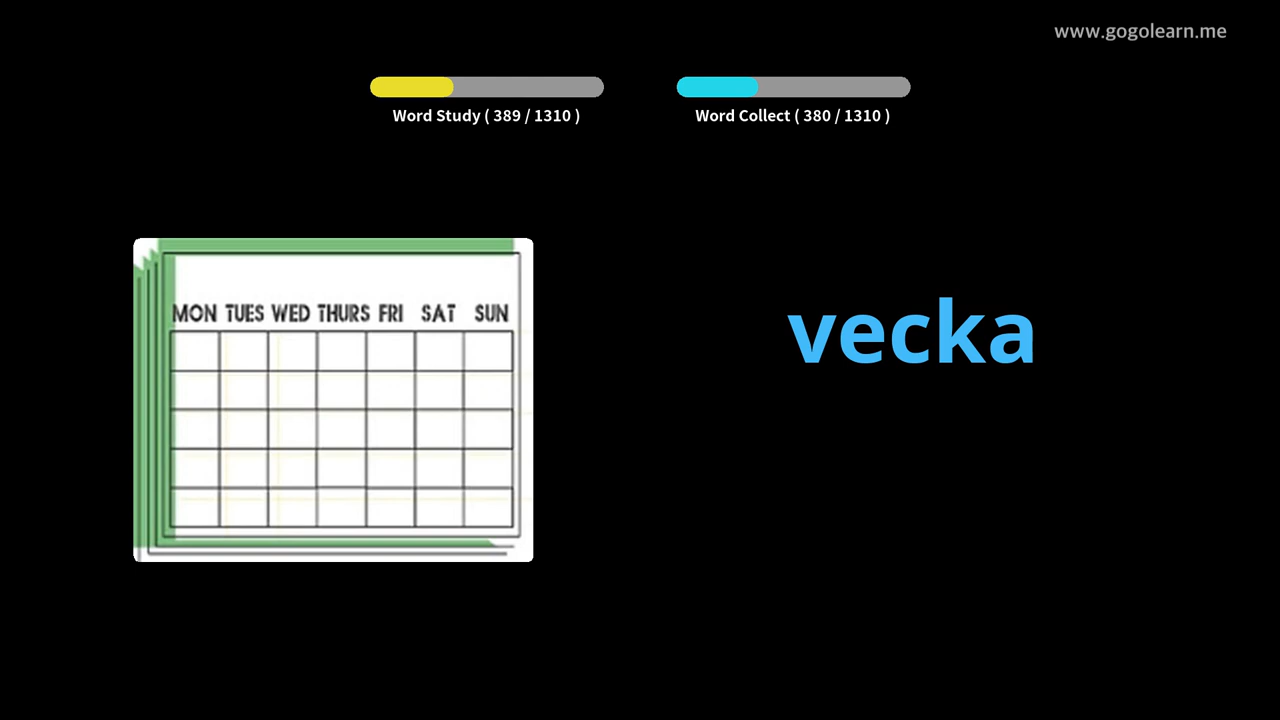 www.gogolearn.me
Word Study ( 389 / 1310 )
Word Collect ( 380 / 1310 )
MON TUES WED THURS FRI SAT SUN
vecka